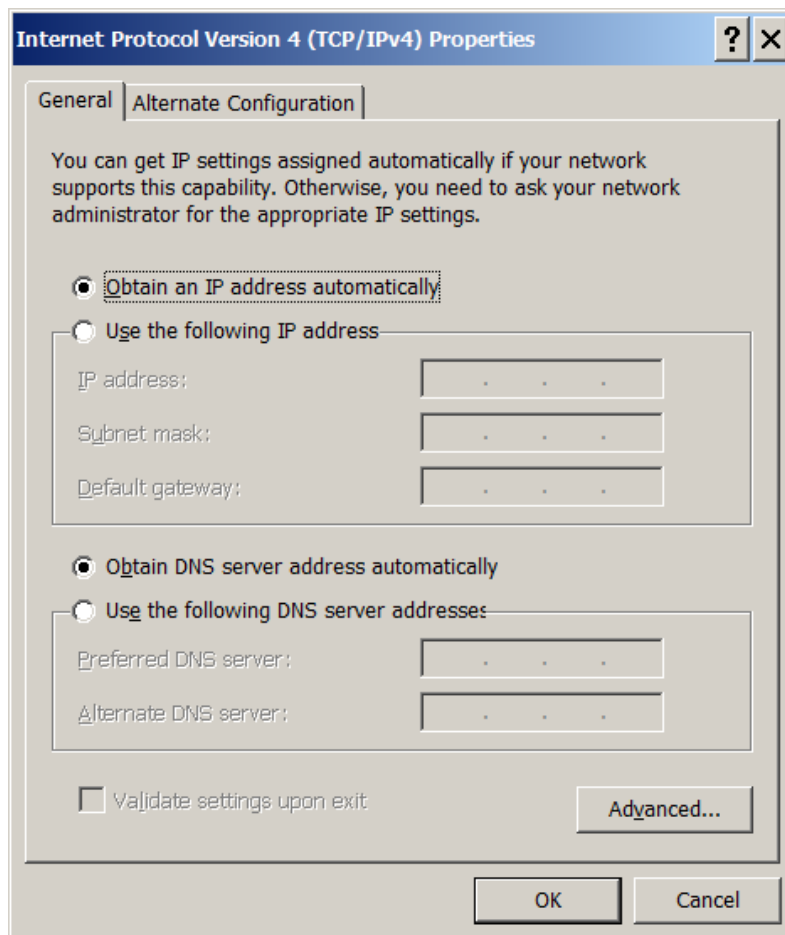 Internet Protocol Version 4 (TCP/IPv4) Properties
General
Alternate Configuration
You can get IP settings assigned automatically if your network
supports this capability. Otherwise, you need to ask your network
administrator for the appropriate IP settings.
Obtain an IP address automatically
Use the following IP address
IP address:
Subnet mask:
Default gateway:
Obtain DNS server address automatically
Use the following DNS server addresses
Preferred DNS server:
Alternate DNS server:
Validate settings upon exit
Advanced...
OK
Cancel